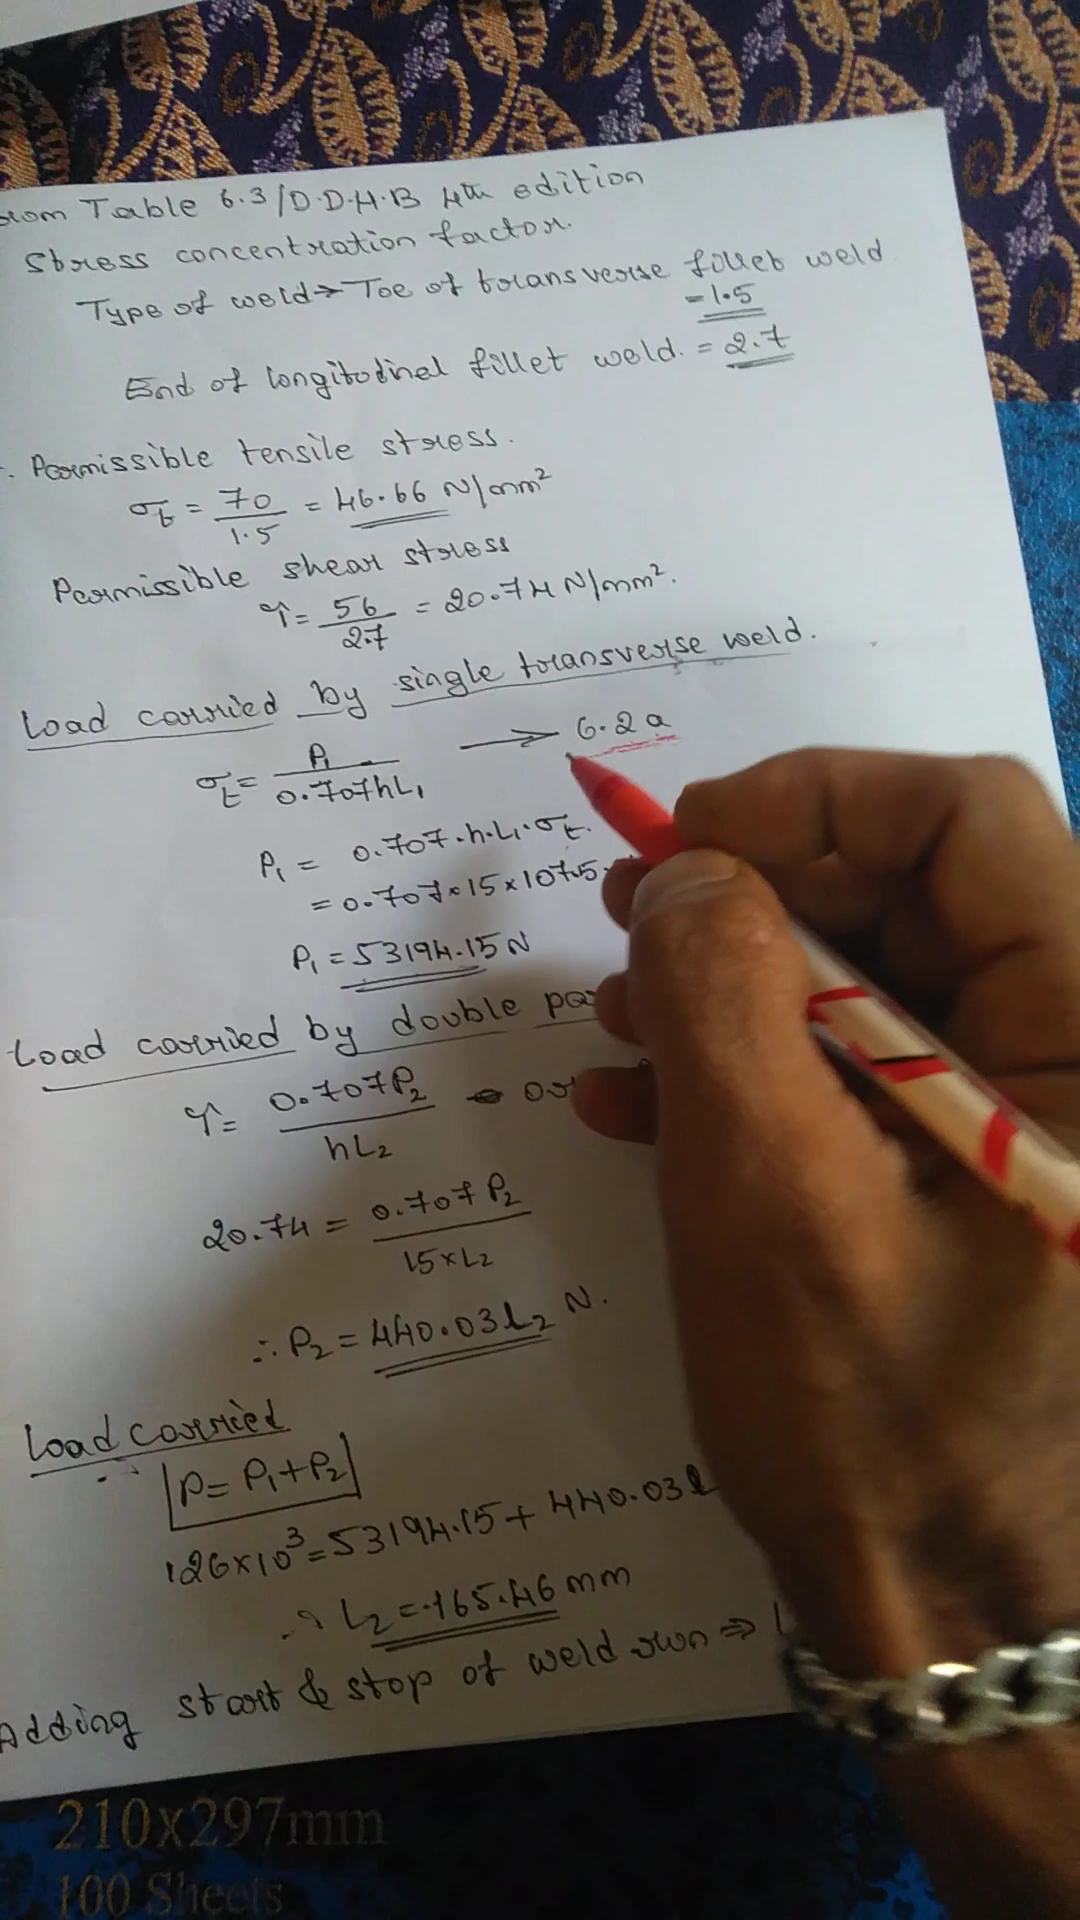 From Table 6.3/D.D.H.B 4th edition
Stress concentration factor.
Type of weld → Toe of transverse fillet weld
= 1.5
End of longitudinal fillet weld. = 2.7
∴ Permissible tensile stress.
σt = 70/1.5 = 46.66 N/mm²
Permissible shear stress
τ = 56/2.7 = 20.74 N/mm².
Load carried by single transverse weld.
σt = P1/0.707hL1 → 6.2a
P1 = 0.707.h.L1.σt.
= 0.707×15×107.5
P1 = 53194.15 N
Load carried by double
τ = 0.707P2/hL2
20.74 = 0.707 P2/15×L2
∴ P2 = 440.03L2 N.
Load carried
P = P1+P2
126×10³ = 53194.15 + 440.03
∴ L2 = 165.46 mm
Adding start & stop of weld run ⇒
210x297mm
100 Sheets